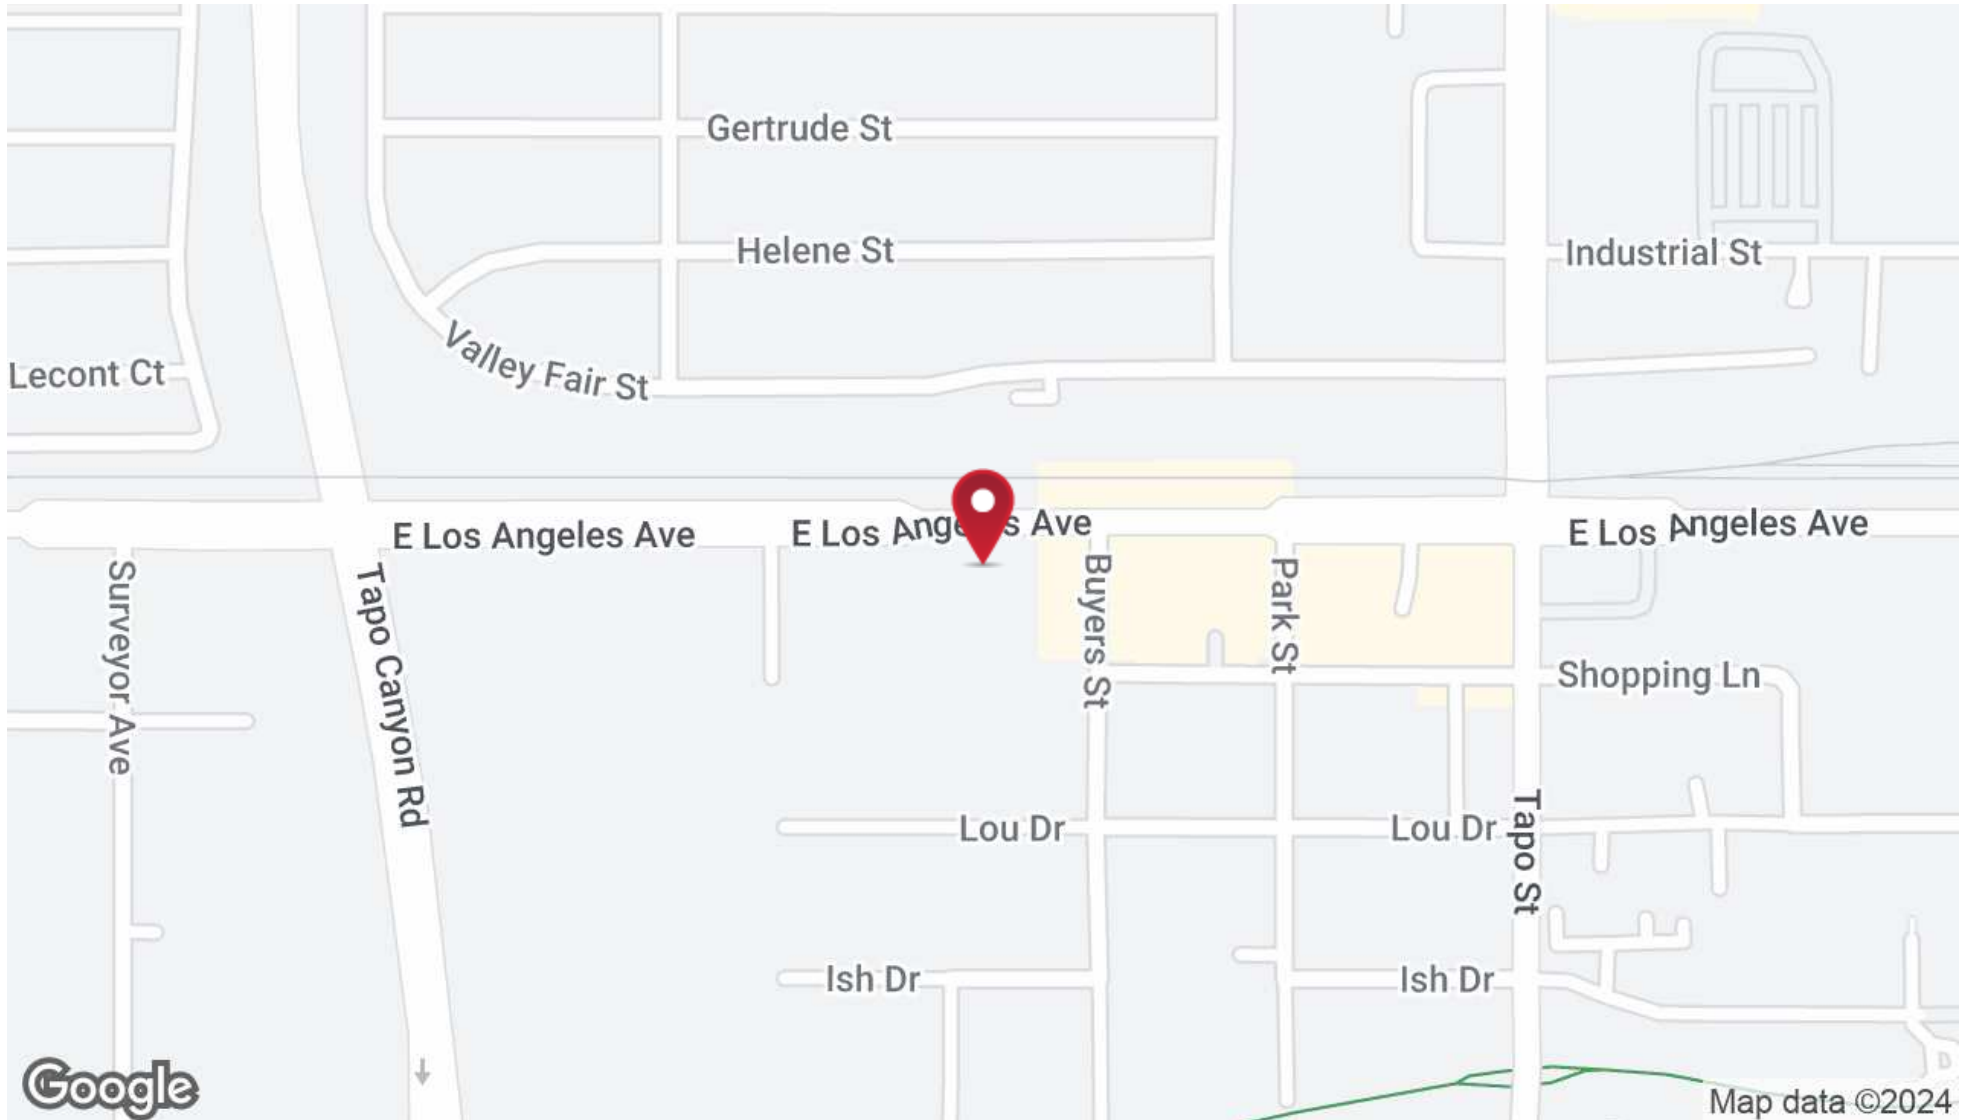 Gertrude St
Helene St
Industrial St
Valley Fair St
Lecont Ct
E Los Angeles Ave
E Los Angeles Ave
E Los Angeles Ave
Surveyor Ave
Tapo Canyon Rd
Buyers St
Park St
Shopping Ln
Lou Dr
Lou Dr
Tapo St
Ish Dr
Ish Dr
Google
Map data ©2024